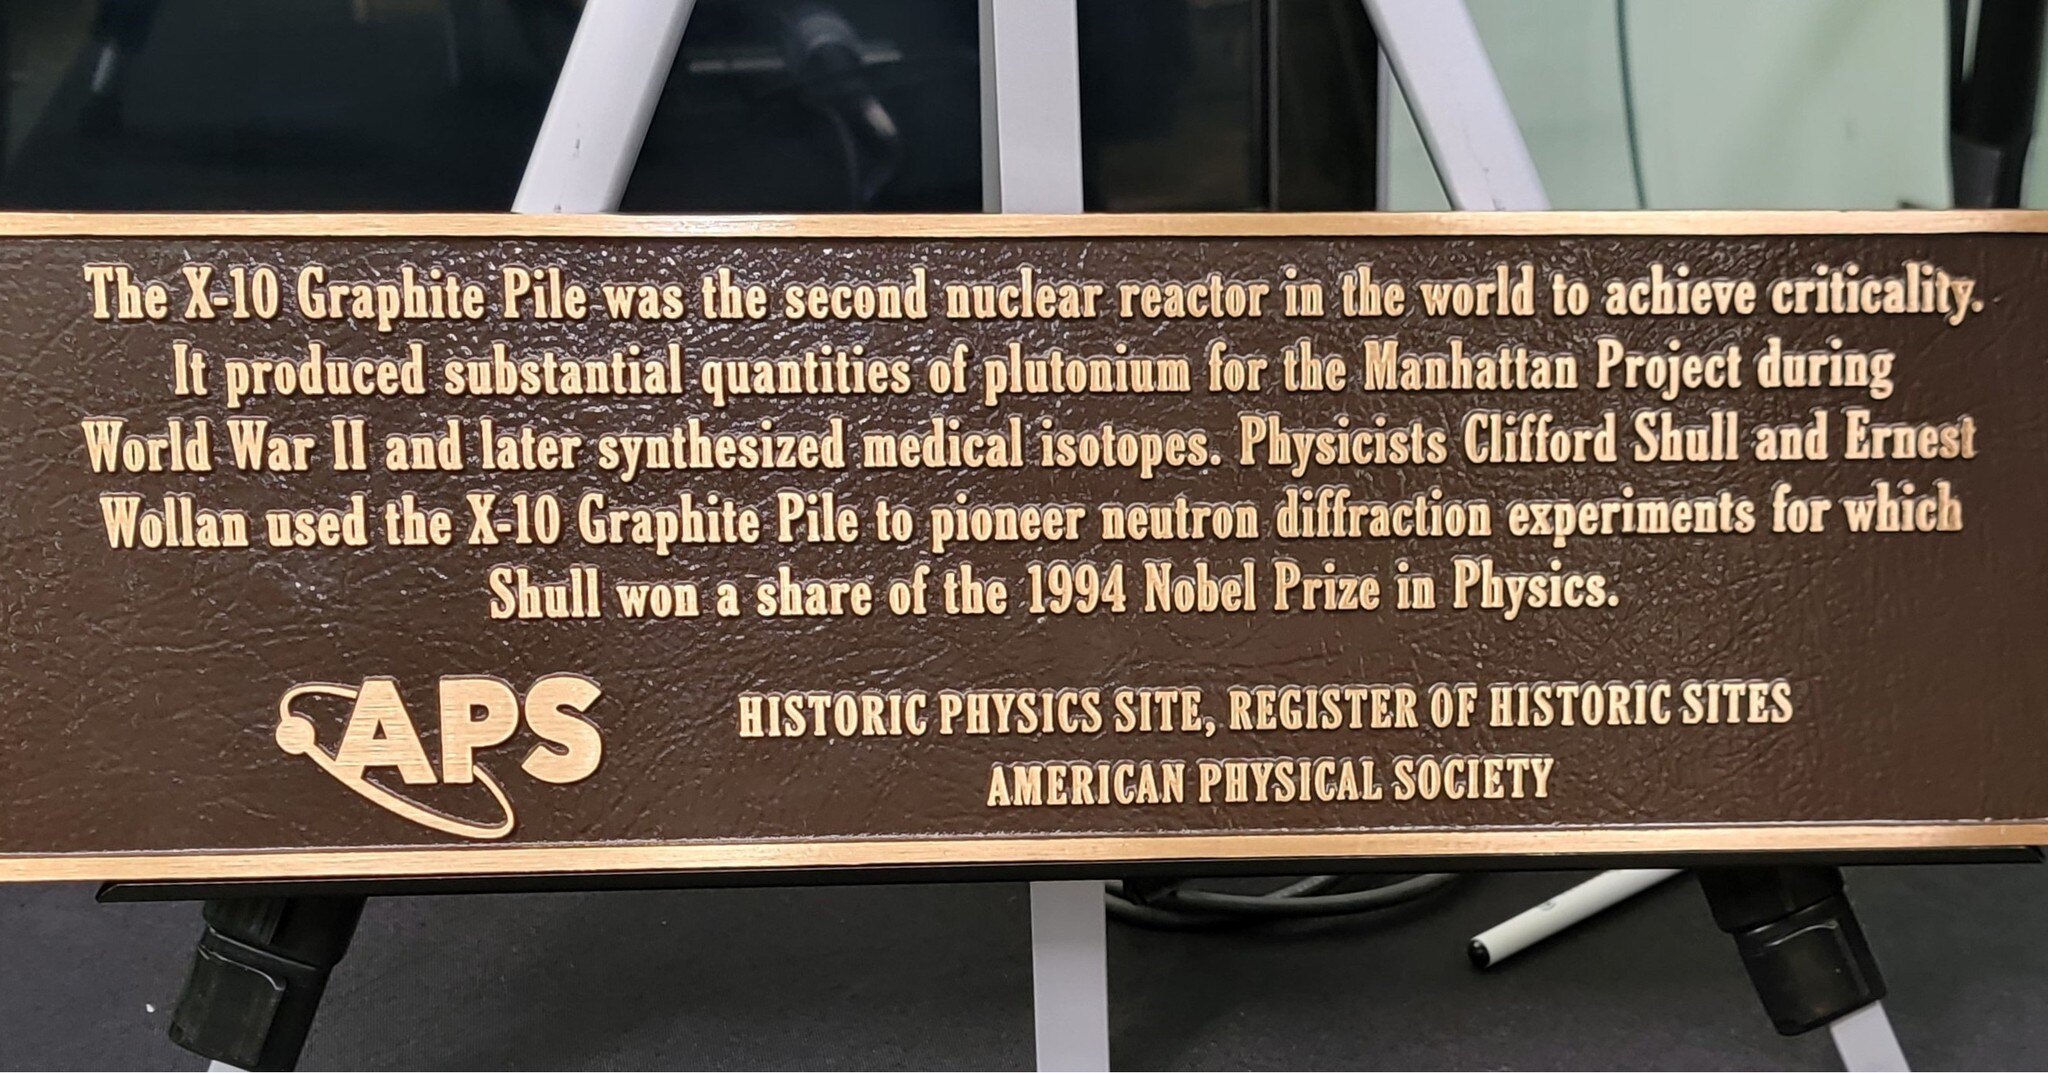 The X-10 Graphite Pile was the second nuclear reactor in the world to achieve criticality.
It produced substantial quantities of plutonium for the Manhattan Project during
World War II and later synthesized medical isotopes. Physicists Clifford Shull and Ernest
Wollan used the X-10 Graphite Pile to pioneer neutron diffraction experiments for which
Shull won a share of the 1994 Nobel Prize in Physics.
APS
HISTORIC PHYSICS SITE, REGISTER OF HISTORIC SITES
AMERICAN PHYSICAL SOCIETY